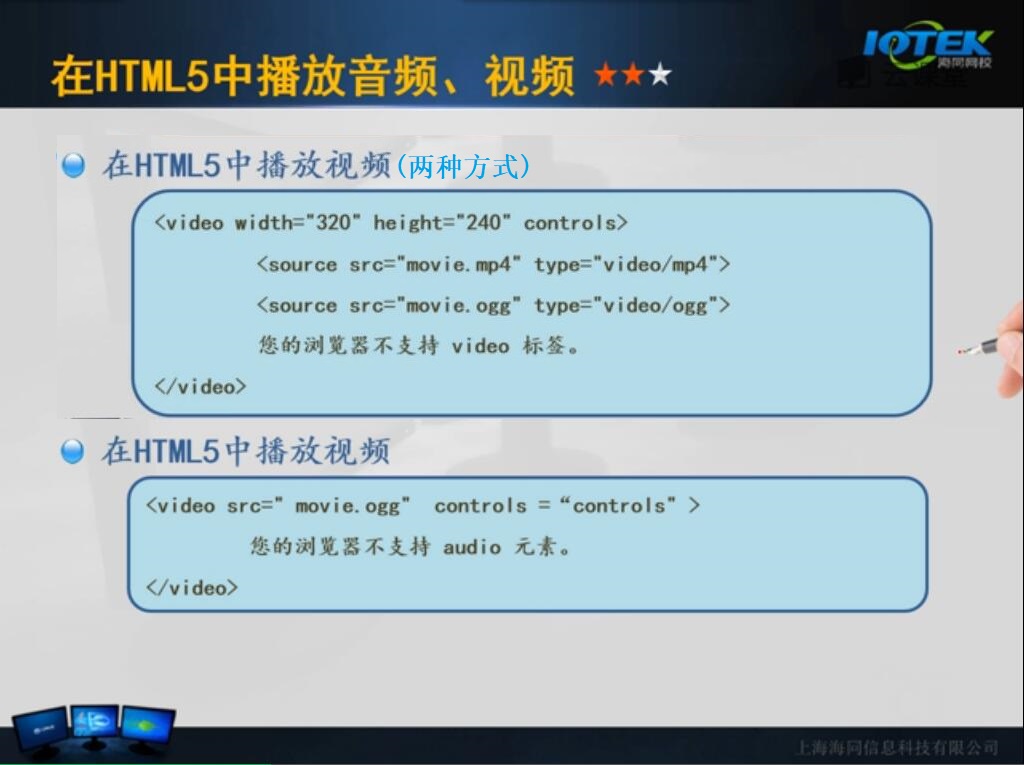 在HTML5中播放音频、视频
IOTEK
海同网校
云课堂
在HTML5中播放视频(两种方式)
<video width="320" height="240" controls>
<source src="movie.mp4" type="video/mp4">
<source src="movie.ogg" type="video/ogg">
您的浏览器不支持 video 标签。
</video>
在HTML5中播放视频
<video src=" movie.ogg" controls =“controls" >
您的浏览器不支持 audio 元素。
</video>
上海海同信息科技有限公司